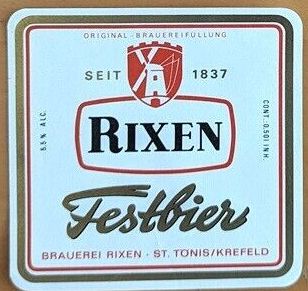 ORIGINAL-BRAUEREIFÜLLUNG
SEIT 1837
RIXEN
5,5% ALC.
CONT. 0.50 l INH.
Festbier
BRAUEREI RIXEN · ST. TÖNIS/KREFELD